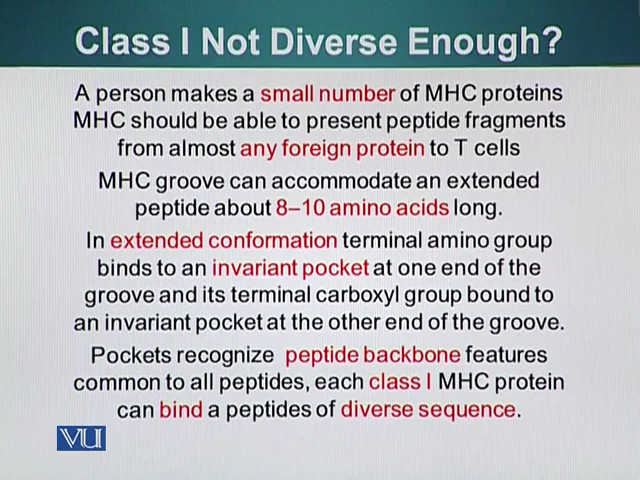 Class I Not Diverse Enough?
A person makes a small number of MHC proteins
MHC should be able to present peptide fragments
from almost any foreign protein to T cells
MHC groove can accommodate an extended
peptide about 8–10 amino acids long.
In extended conformation terminal amino group
binds to an invariant pocket at one end of the
groove and its terminal carboxyl group bound to
an invariant pocket at the other end of the groove.
Pockets recognize peptide backbone features
common to all peptides, each class I MHC protein
can bind a peptides of diverse sequence.
VU